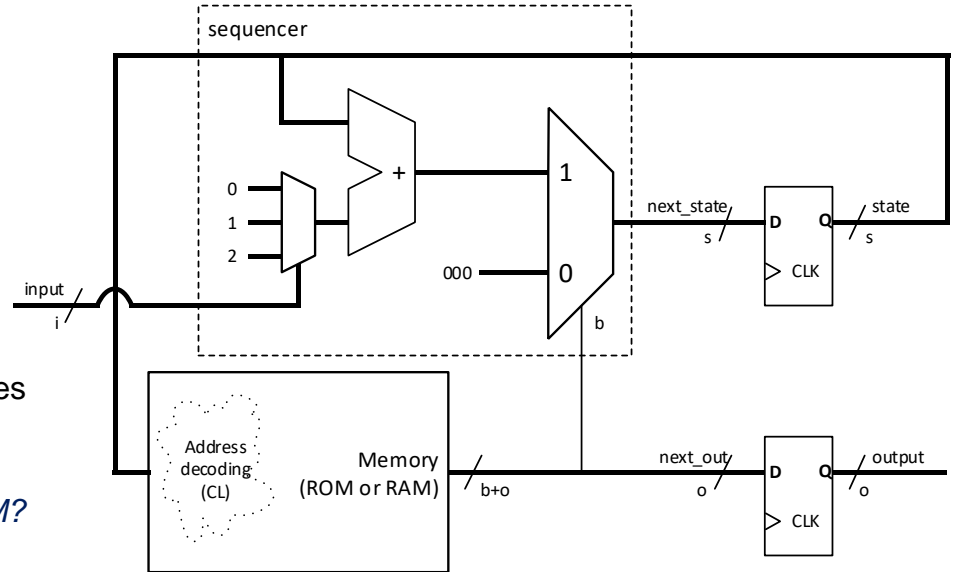 sequencer
0
1
2
+
1
0
000
b
next_state
s
D
Q
CLK
state
s
input
i
es
M?
Address
decoding
(CL)
Memory
(ROM or RAM)
b+o
next_out
o
D
Q
CLK
output
o